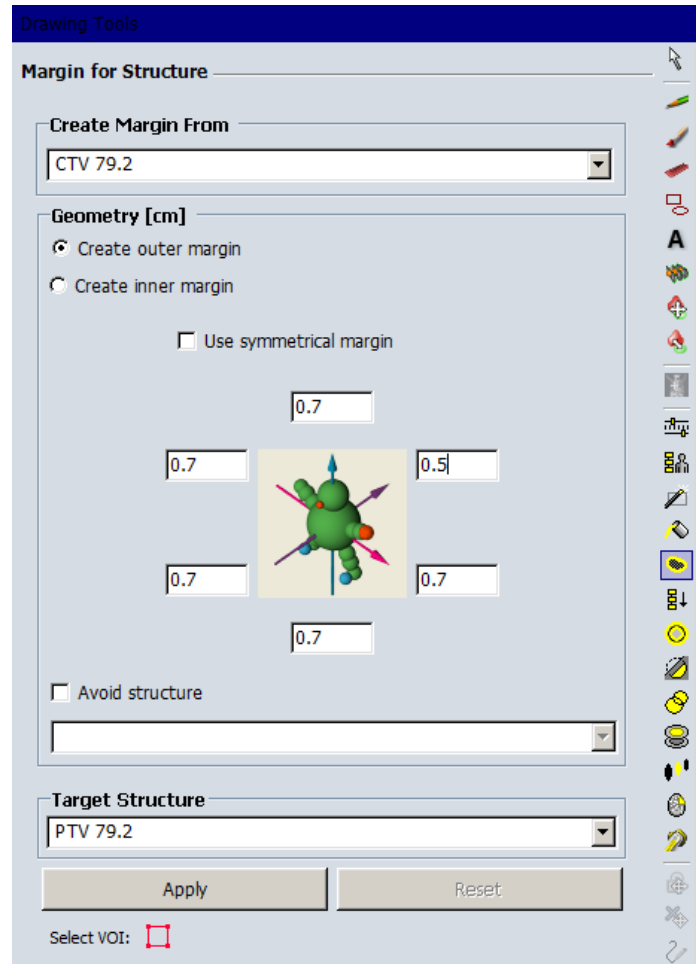 Drawing Tools
Margin for Structure
Create Margin From
CTV 79.2
Geometry [cm]
Create outer margin
Create inner margin
Use symmetrical margin
0.7
0.7 0.5
0.7 0.7
0.7
Avoid structure
Target Structure
PTV 79.2
Apply Reset
Select VOI:
A